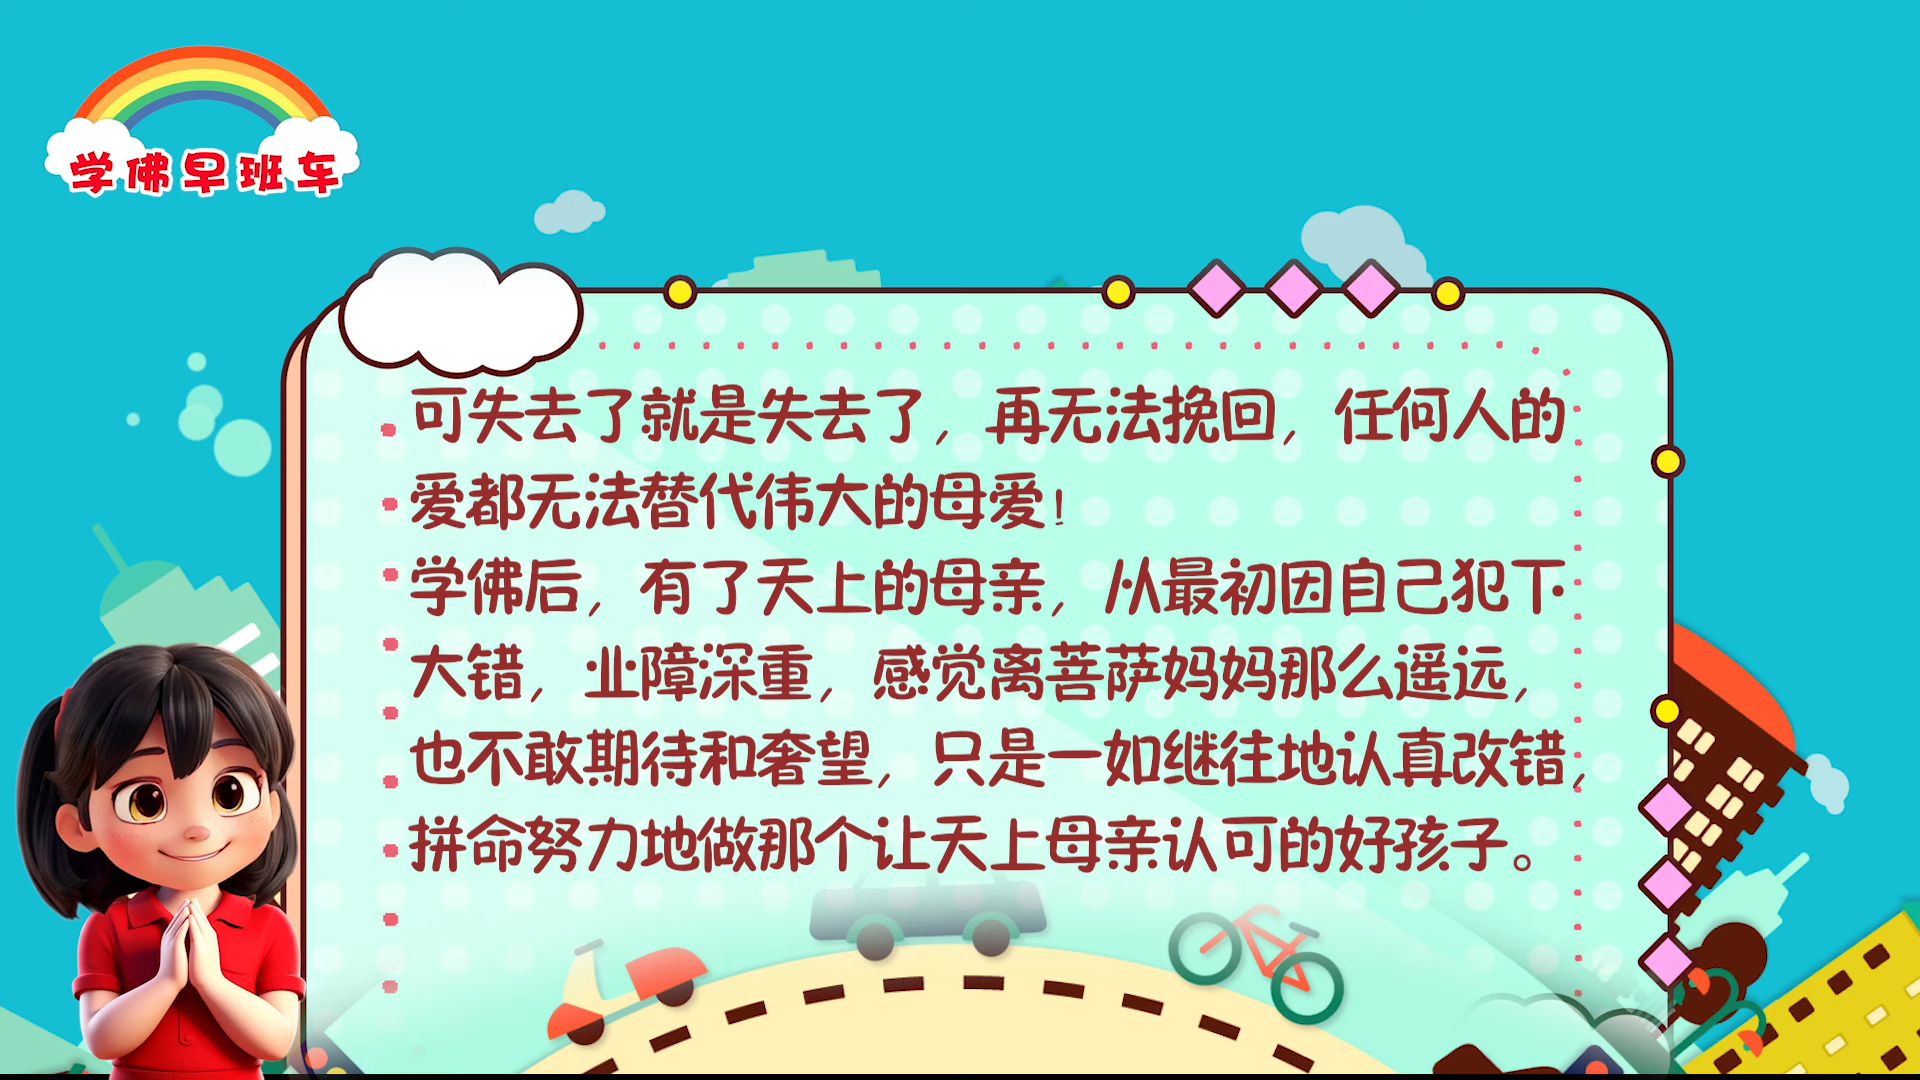 学佛早班车
可失去了就是失去了，再无法挽回，任何人的
爱都无法替代伟大的母爱！
学佛后，有了天上的母亲，从最初因自己犯下
大错，业障深重，感觉离菩萨妈妈那么遥远，
也不敢期待和奢望，只是一如继往地认真改错，
拼命努力地做那个让天上母亲认可的好孩子。